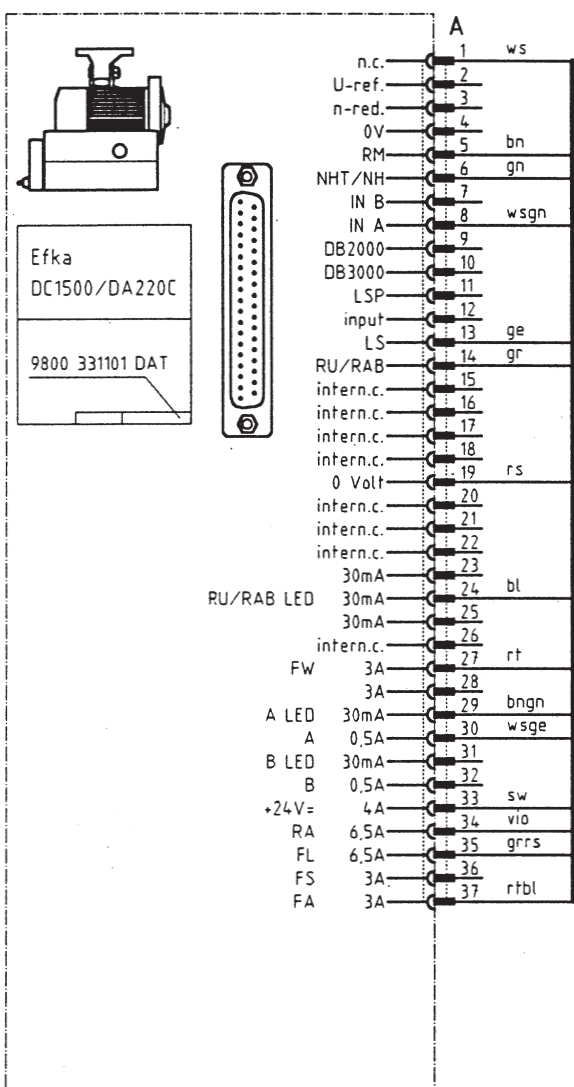 A
n.c. 1 ws
U-ref. 2
n-red. 3
0V 4
RM 5 bn
NHT/NH 6 gn
IN B 7
IN A 8 wsgn
DB2000 9
DB3000 10
LSP 11
input 12
LS 13 ge
RU/RAB 14 gr
intern.c. 15
intern.c. 16
intern.c. 17
intern.c. 18
0 Volt 19 rs
intern.c. 20
intern.c. 21
intern.c. 22
30mA 23
RU/RAB LED 30mA 24 bl
30mA 25
intern.c. 26
FW 3A 27 rt
3A 28
A LED 30mA 29 bngn
A 0,5A 30 wsge
B LED 30mA 31
B 0,5A 32
+24V= 4A 33 sw
RA 6,5A 34 vio
FL 6,5A 35 grrs
FS 3A 36
FA 3A 37 rtbl
Efka
DC1500/DA220C
9800 331101 DAT